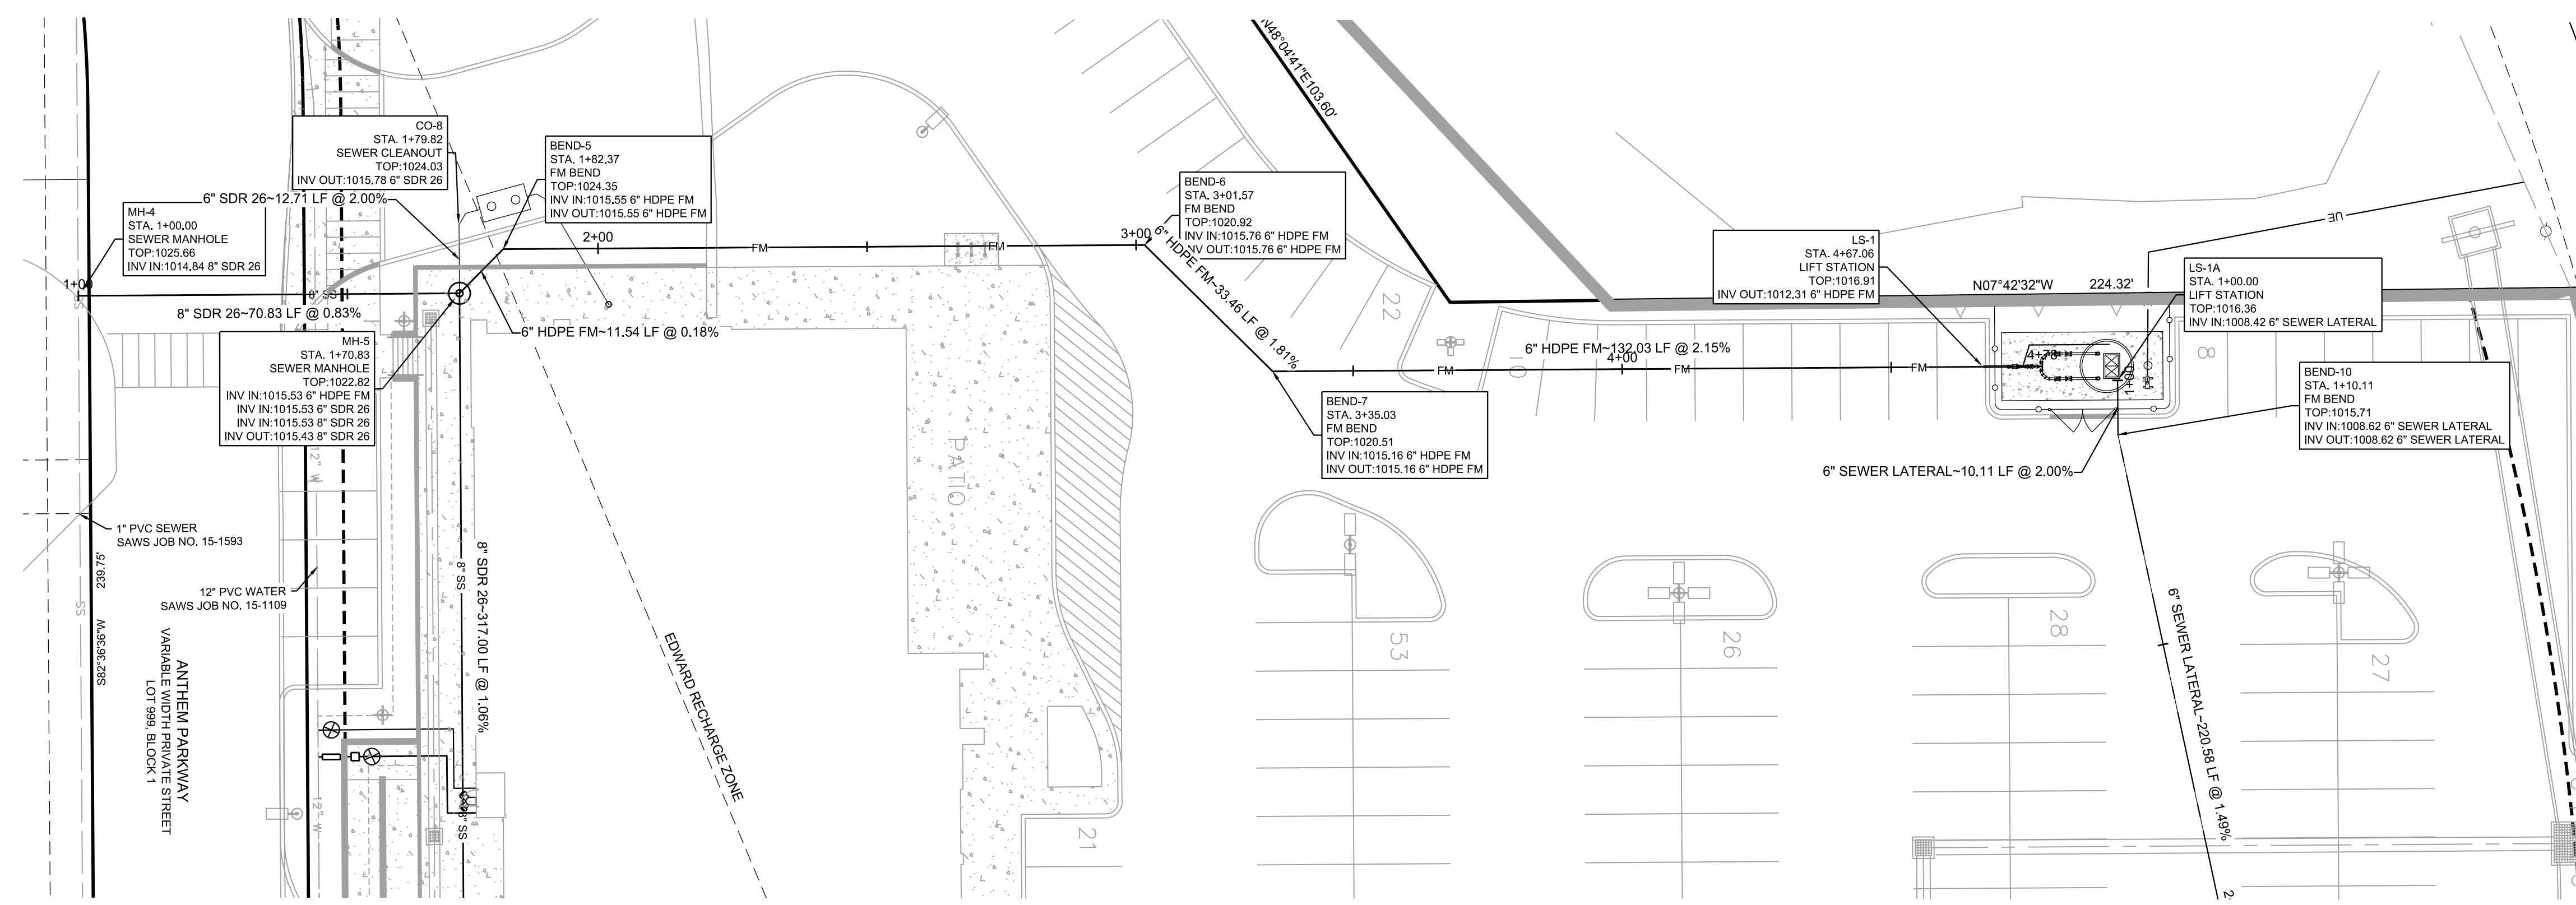 CO-8
STA. 1+79.82
SEWER CLEANOUT
TOP:1024.03
INV OUT:1015.78 6" SDR 26
6" SDR 26~12.71 LF @ 2.00%
MH-4
STA. 1+00.00
SEWER MANHOLE
TOP:1025.66
INV IN:1014.84 8" SDR 26
1+00
SS
8" SS
8" SDR 26~70.83 LF @ 0.83%
MH-5
STA. 1+70.83
SEWER MANHOLE
TOP:1022.82
INV IN:1015.53 6" HDPE FM
INV IN:1015.53 6" SDR 26
INV IN:1015.53 8" SDR 26
INV OUT:1015.43 8" SDR 26
BEND-5
STA. 1+82.37
FM BEND
TOP:1024.35
INV IN:1015.55 6" HDPE FM
INV OUT:1015.55 6" HDPE FM
2+00
FM
FM
3+00
6" HDPE FM~11.54 LF @ 0.18%
BEND-6
STA. 3+01.57
FM BEND
TOP:1020.92
INV IN:1015.76 6" HDPE FM
INV OUT:1015.76 6" HDPE FM
6" HDPE FM~33.46 LF @ 1.81%
N48°04'41"E103.60'
22
10
BEND-7
STA. 3+35.03
FM BEND
TOP:1020.51
INV IN:1015.16 6" HDPE FM
INV OUT:1015.16 6" HDPE FM
6" HDPE FM~132.03 LF @ 2.15%
4+00
FM
FM
FM
LS-1
STA. 4+67.06
LIFT STATION
TOP:1016.91
INV OUT:1012.31 6" HDPE FM
N07°42'32"W 224.32'
UE
4+78
1+00
LS-1A
STA. 1+00.00
LIFT STATION
TOP:1016.36
INV IN:1008.42 6" SEWER LATERAL
8
BEND-10
STA. 1+10.11
FM BEND
TOP:1015.71
INV IN:1008.62 6" SEWER LATERAL
INV OUT:1008.62 6" SEWER LATERAL
6" SEWER LATERAL~10.11 LF @ 2.00%
6" SEWER LATERAL~220.58 LF @ 1.49%
1" PVC SEWER
SAWS JOB NO. 15-1593
12" PVC WATER
SAWS JOB NO. 15-1109
S82°36'36"W 239.75'
SS
ANTHEM PARKWAY
VARIABLE WIDTH PRIVATE STREET
LOT 999, BLOCK 1
12" W
12" W
8" SS
8" SDR 26~317.00 LF @ 1.06%
8" SS
EDWARD RECHARGE ZONE
PATIO
21
53
26
28
27